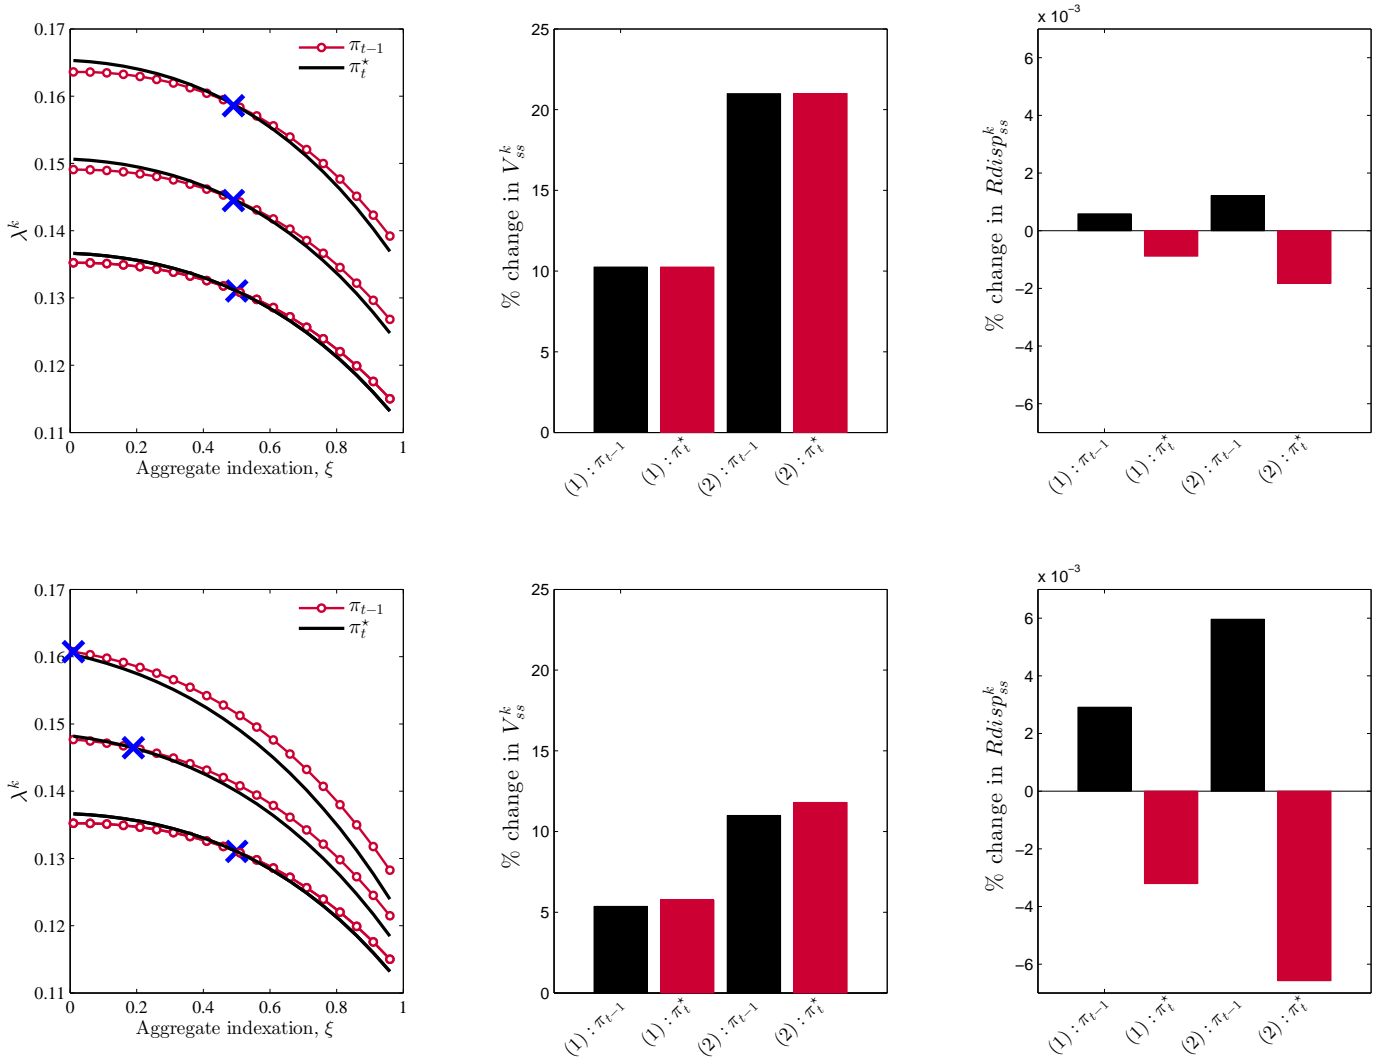 0.17
0.16
0.15
0.14
0.13
0.12
0.11
λ^k
0 0.2 0.4 0.6 0.8 1
Aggregate indexation, ξ
π_{t−1}
π_t^⋆
25
20
15
10
5
0
% change in V_{ss}^k
(1) : π_{t−1}
(1) : π_t^⋆
(2) : π_{t−1}
(2) : π_t^⋆
x 10^{−3}
6
4
2
0
−2
−4
−6
% change in Rdisp_{ss}^k
(1) : π_{t−1}
(1) : π_t^⋆
(2) : π_{t−1}
(2) : π_t^⋆
0.17
0.16
0.15
0.14
0.13
0.12
0.11
λ^k
0 0.2 0.4 0.6 0.8 1
Aggregate indexation, ξ
π_{t−1}
π_t^⋆
25
20
15
10
5
0
% change in V_{ss}^k
(1) : π_{t−1}
(1) : π_t^⋆
(2) : π_{t−1}
(2) : π_t^⋆
x 10^{−3}
6
4
2
0
−2
−4
−6
% change in Rdisp_{ss}^k
(1) : π_{t−1}
(1) : π_t^⋆
(2) : π_{t−1}
(2) : π_t^⋆